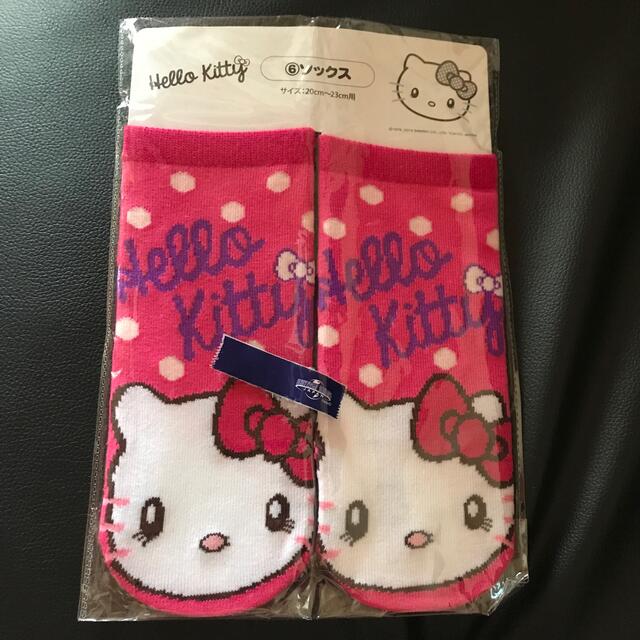 Hello Kitty
⑥ソックス
サイズ：20cm～23cm用
Hello
Kitty
Hello
Kitty